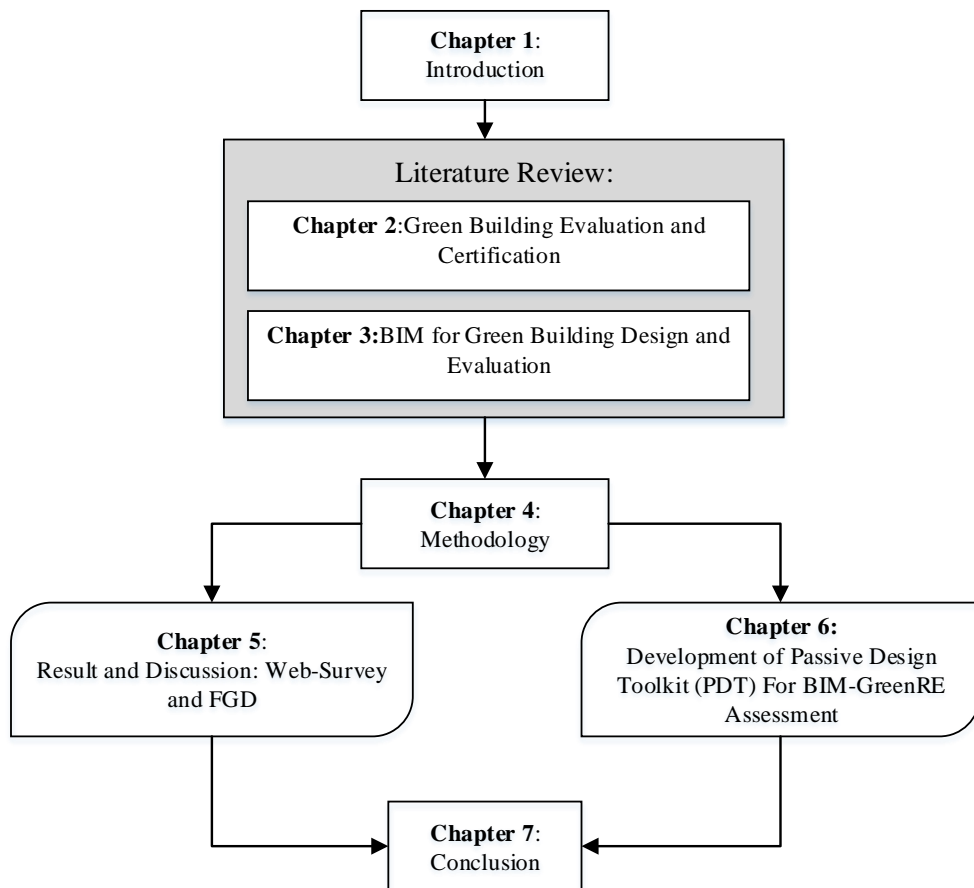 Chapter 1:
Introduction
Literature Review:
Chapter 2:Green Building Evaluation and
Certification
Chapter 3:BIM for Green Building Design and
Evaluation
Chapter 4:
Methodology
Chapter 5:
Result and Discussion: Web-Survey
and FGD
Chapter 6:
Development of Passive Design
Toolkit (PDT) For BIM-GreenRE
Assessment
Chapter 7:
Conclusion